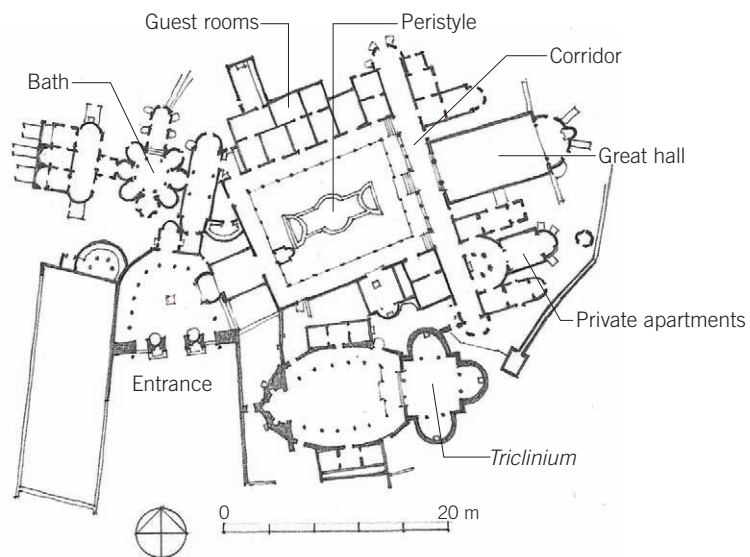 Guest rooms
Peristyle
Bath
Corridor
Great hall
Private apartments
Entrance
Triclinium
0
20 m